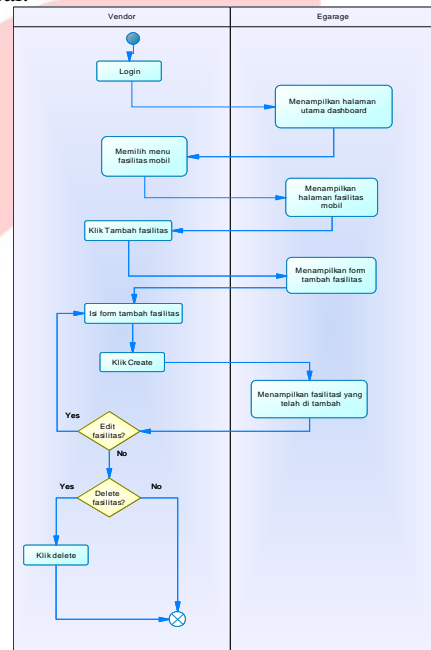 Vendor
Egarage
Login
Menampilkan halaman
utama dashboard
Memilih menu
fasilitas mobil
Menampilkan
halaman fasilitas
mobil
Klik Tambah fasilitas
Menampilkan form
tambah fasilitas
Isi form tambah fasilitas
Klik Create
Menampilkan fasilitasl yang
telah di tambah
Yes
Edit
fasilitas?
No
Yes
Delete
fasilitas?
No
Klik delete